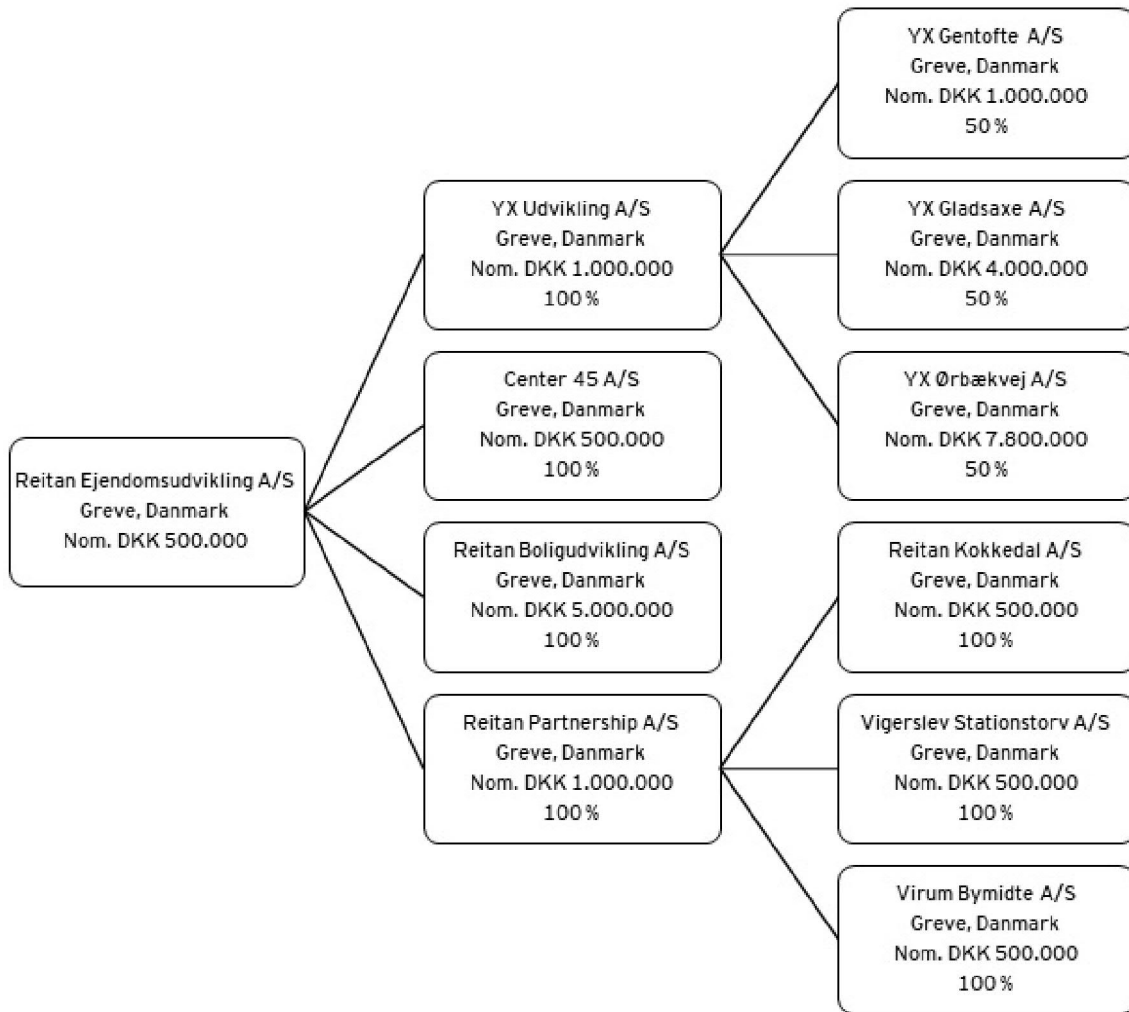 Reitan Ejendomsudvikling A/S
Greve, Danmark
Nom. DKK 500.000
YX Udvikling A/S
Greve, Danmark
Nom. DKK 1.000.000
100 %
Center 45 A/S
Greve, Danmark
Nom. DKK 500.000
100 %
Reitan Boligudvikling A/S
Greve, Danmark
Nom. DKK 5.000.000
100 %
Reitan Partnership A/S
Greve, Danmark
Nom. DKK 1.000.000
100 %
YX Gentofte A/S
Greve, Danmark
Nom. DKK 1.000.000
50 %
YX Gladsaxe A/S
Greve, Danmark
Nom. DKK 4.000.000
50 %
YX Ørbækvej A/S
Greve, Danmark
Nom. DKK 7.800.000
50 %
Reitan Kokkedal A/S
Greve, Danmark
Nom. DKK 500.000
100 %
Vigerslev Stationstorv A/S
Greve, Danmark
Nom. DKK 500.000
100 %
Virum Bymidte A/S
Greve, Danmark
Nom. DKK 500.000
100 %